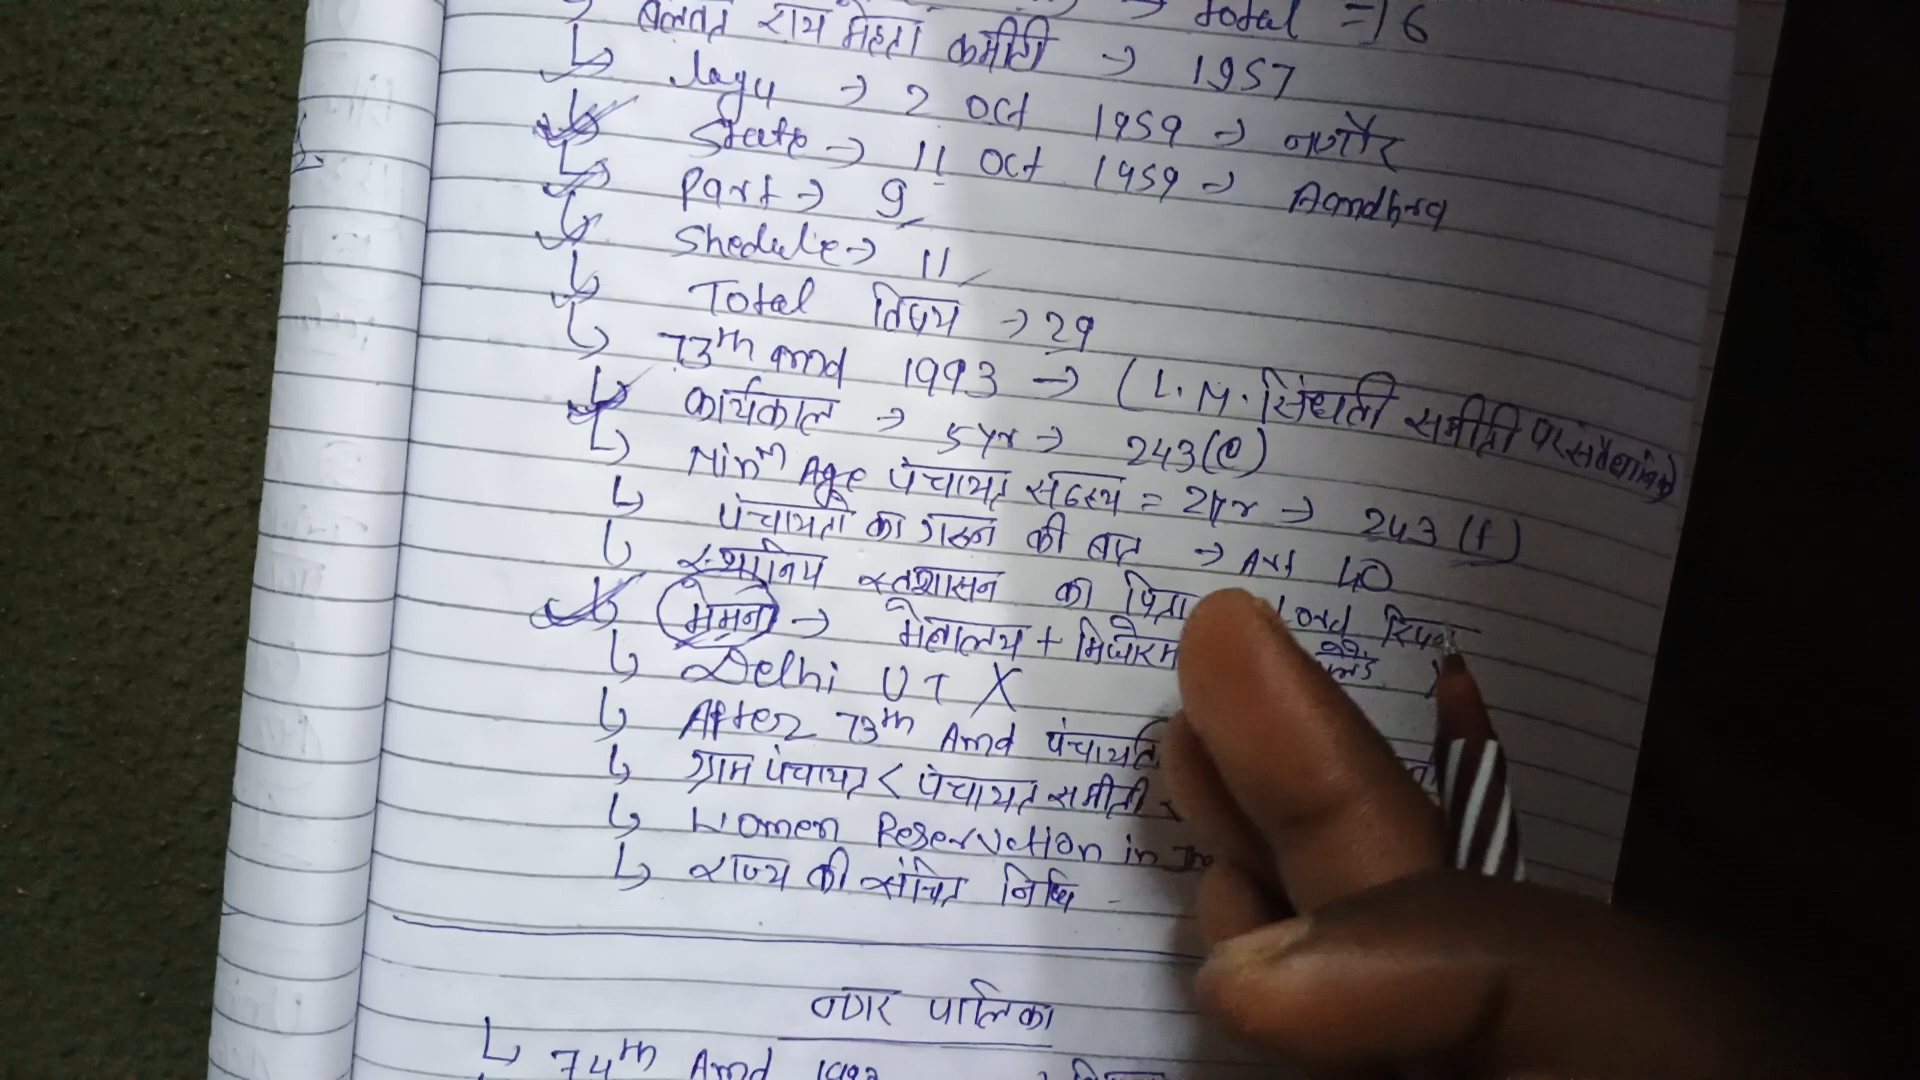 → total => 16
बलवंत राय मेहता कमीटी → 1957
Lagu → 2 Oct 1959 → नागौर
State → 11 Oct 1959 → Aandhra
Part → 9
Shedule → 11
Total विषय → 29
73th amd 1993 → (L.M. सिंघवी समीती पर
कार्यकाल → 5 yr → 243(e)
Minm Age पंचायत सदस्य = 21yr → 243 (f)
पंचायतो का गठन की बात → Art 40
स्थानिय स्वशासन का पिता Lord रिपन
मेमना → मेघालय + मिजोरम
Delhi UT X
After 73th Amd पंचायती
ग्राम पंचायत < पंचायत समीती <
Women Reservation in
राज्य की संचित निधि
नगर पालिका
74th Amd